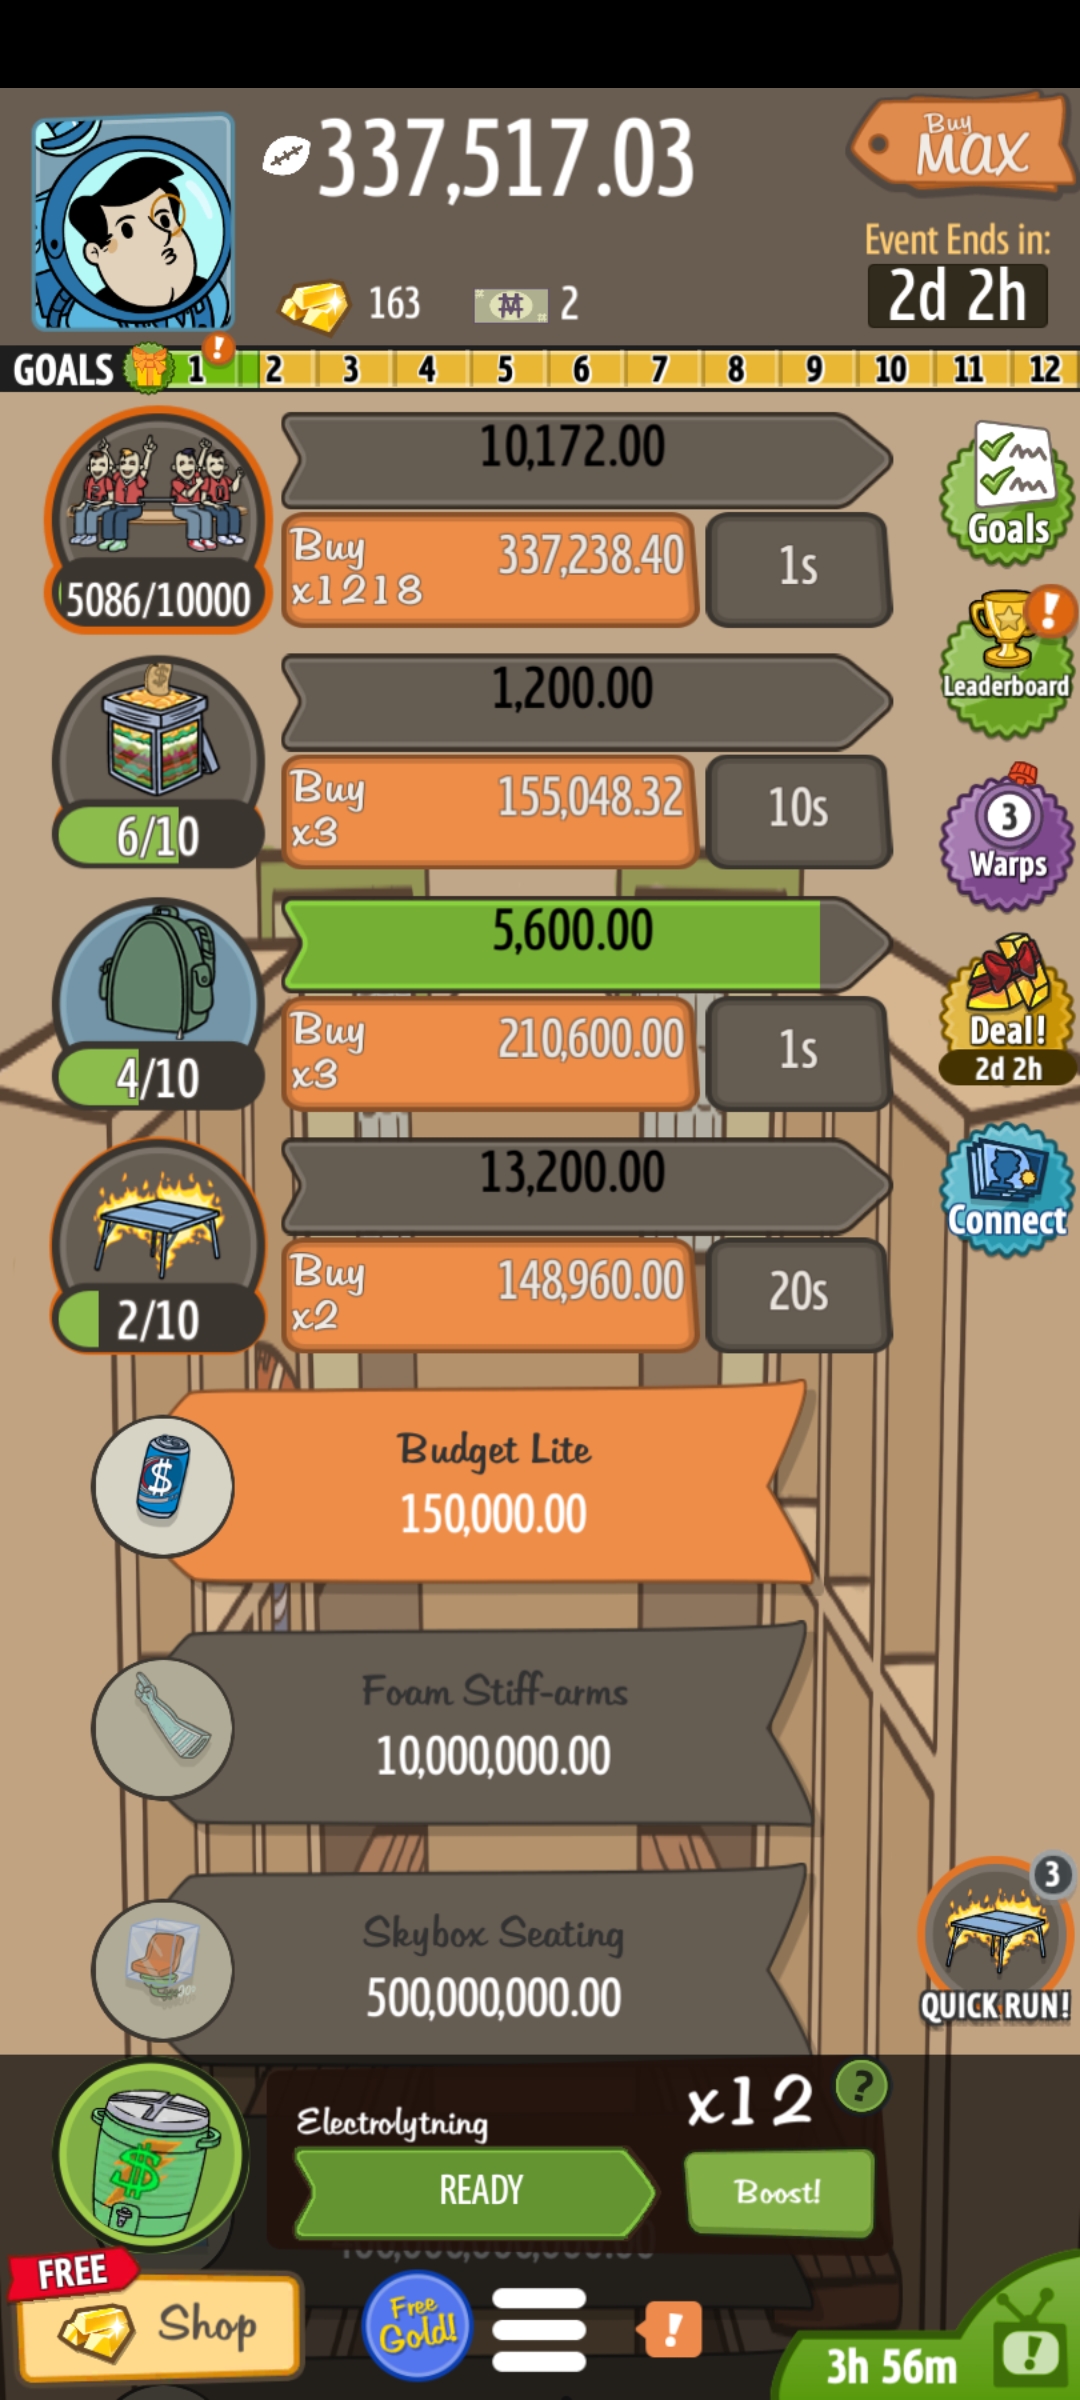 337,517.03
Buy
MAX
Event Ends in:
2d 2h
163
2
GOALS 1 ! 2 3 4 5 6 7 8 9 10 11 12
10,172.00
Buy
x1218
337,238.40
1s
5086/10000
Goals
1,200.00
Buy
x3
155,048.32
10s
6/10
!
Leaderboard
3
Warps
5,600.00
Buy
x3
210,600.00
1s
4/10
Deal!
2d 2h
13,200.00
Buy
x2
148,960.00
20s
2/10
Connect
Budget Lite
150,000.00
Foam Stiff-arms
10,000,000.00
Skybox Seating
500,000,000.00
3
QUICK RUN!
Electrolytning
x12
?
READY
Boost!
FREE
Shop
Free
Gold!
!
3h 56m
!